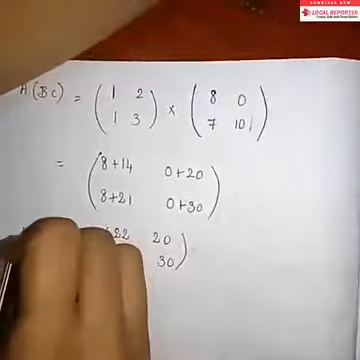 LOCAL REPORTER
A(Bc) = ( 1 2 ) × ( 8 0 )
( 1 3 ) ( 7 10 )
= ( 8+14 0+20 )
( 8+21 0+30 )
22 20 )
30 )